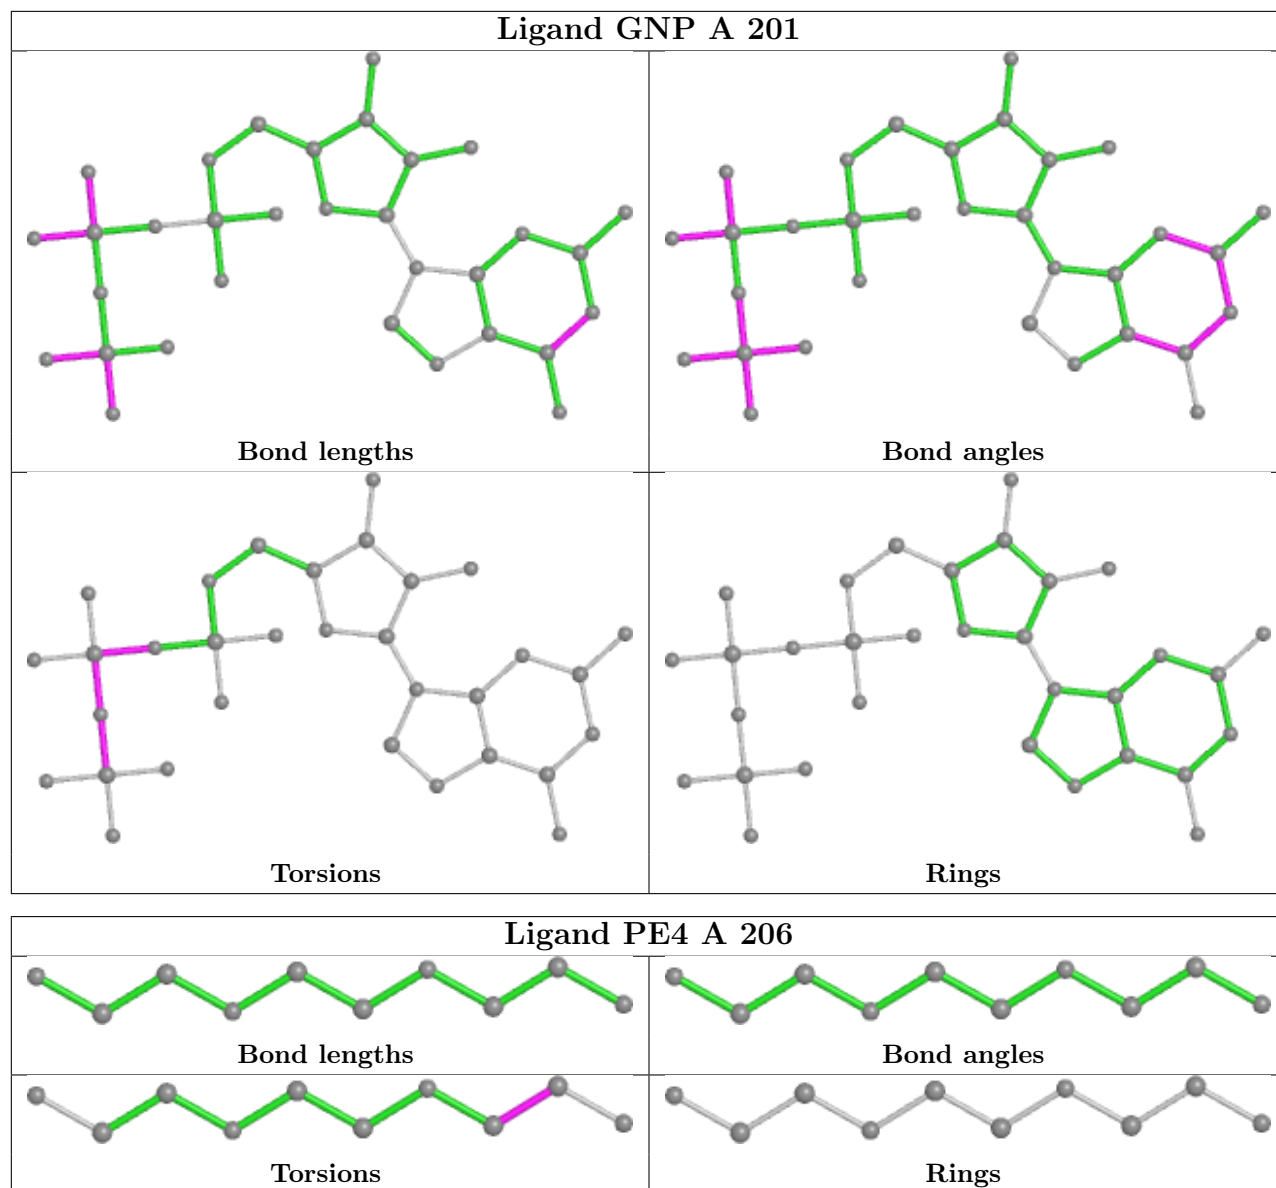 Ligand GNP A 201
Bond lengths
Bond angles
Torsions
Rings
Ligand PE4 A 206
Bond lengths
Bond angles
Torsions
Rings